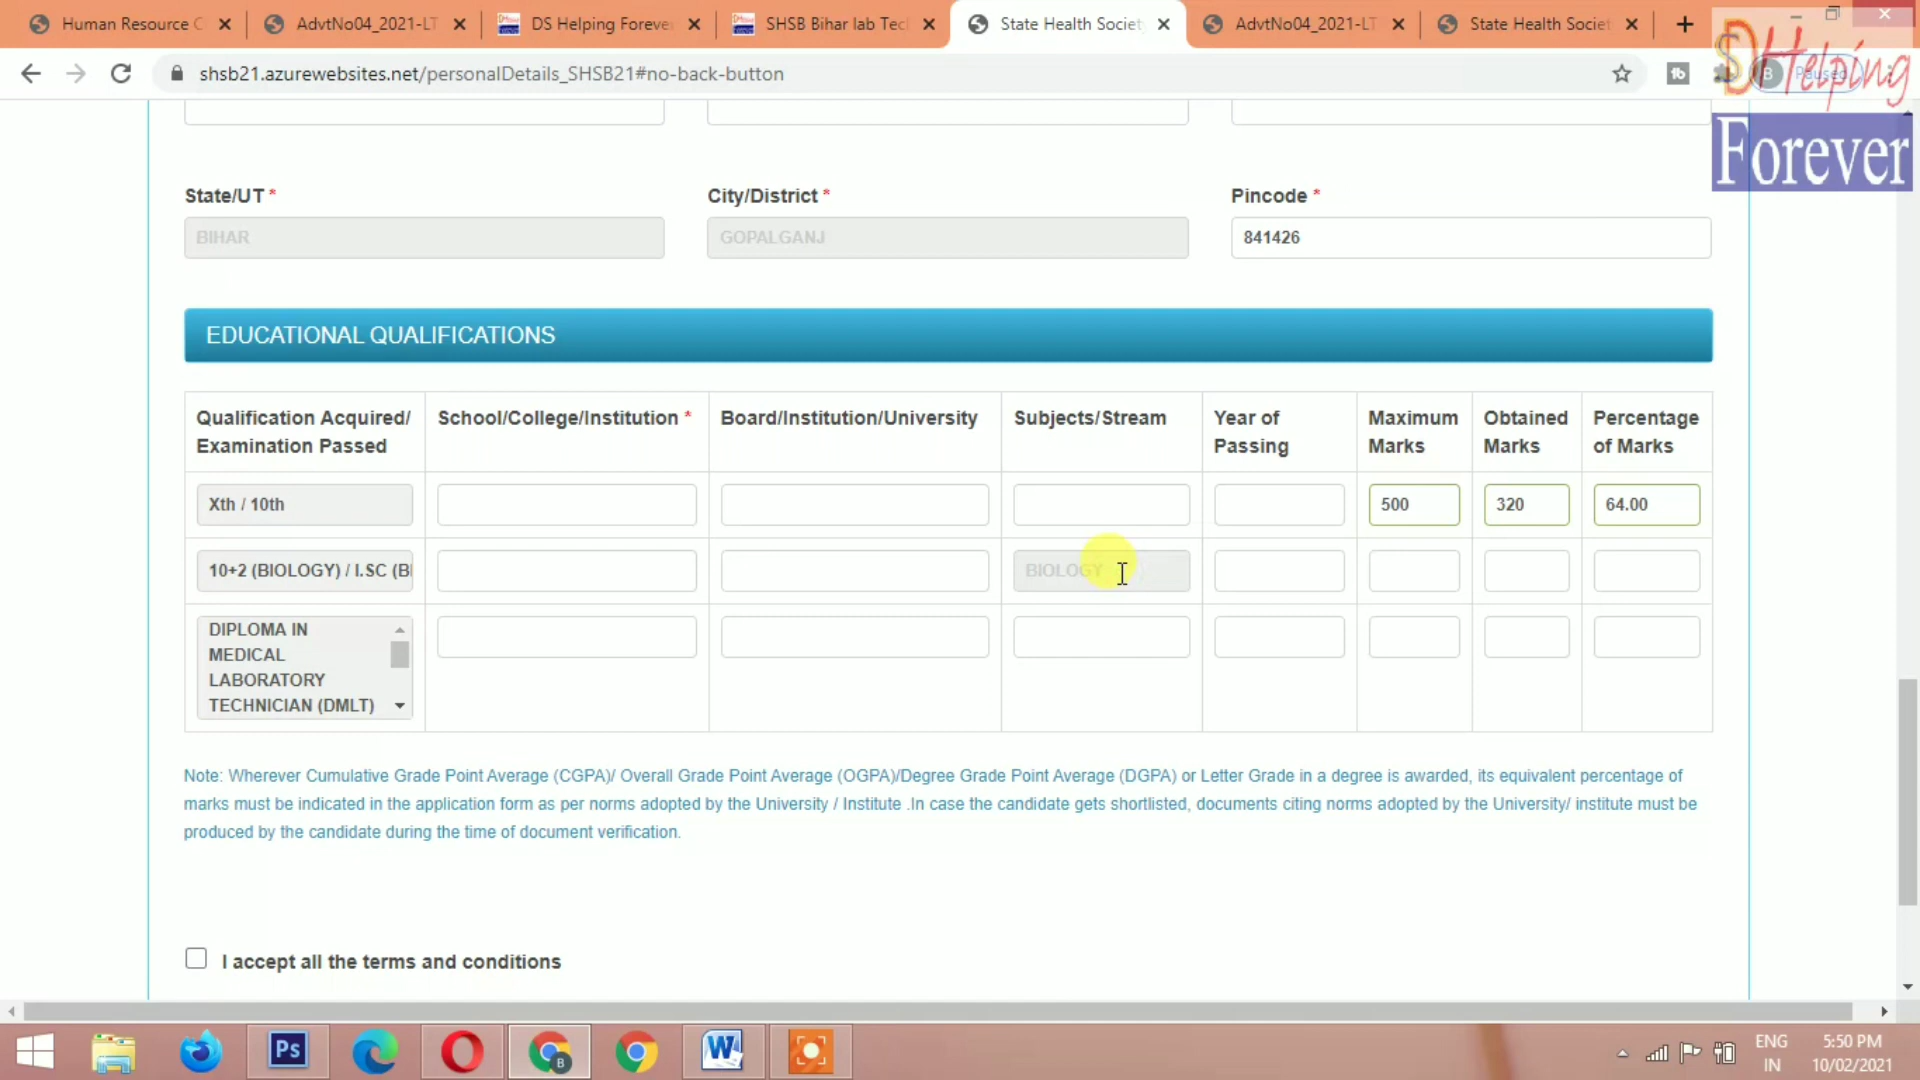 Human Resource
AdvtNo04_2021-LT
DS Helping Forever
SHSB Bihar lab Tec
State Health Societ
AdvtNo04_2021-LT
State Health Societ
shsb21.azurewebsites.net/personalDetails_SHSB21#no-back-button
DS Helping
Forever
B Paused
State/UT *
City/District *
Pincode *
BIHAR
GOPALGANJ
841426
EDUCATIONAL QUALIFICATIONS
Qualification Acquired/
Examination Passed
School/College/Institution *
Board/Institution/University
Subjects/Stream
Year of
Passing
Maximum
Marks
Obtained
Marks
Percentage
of Marks
Xth / 10th
500
320
64.00
10+2 (BIOLOGY) / I.SC (B
BIOLOGY
DIPLOMA IN
MEDICAL
LABORATORY
TECHNICIAN (DMLT)
Note: Wherever Cumulative Grade Point Average (CGPA)/ Overall Grade Point Average (OGPA)/Degree Grade Point Average (DGPA) or Letter Grade in a degree is awarded, its equivalent percentage of
marks must be indicated in the application form as per norms adopted by the University / Institute .In case the candidate gets shortlisted, documents citing norms adopted by the University/ institute must be
produced by the candidate during the time of document verification.
I accept all the terms and conditions
Ps
B
W
ENG
IN
5:50 PM
10/02/2021